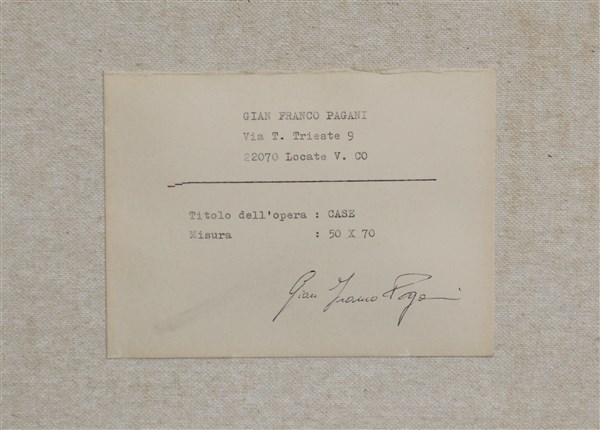 GIAN FRANCO PAGANI
Via T. Trieste 9
22070 Locate V. CO
Titolo dell'opera : CASE
Misura : 50 X 70
Gian Franco Pagani